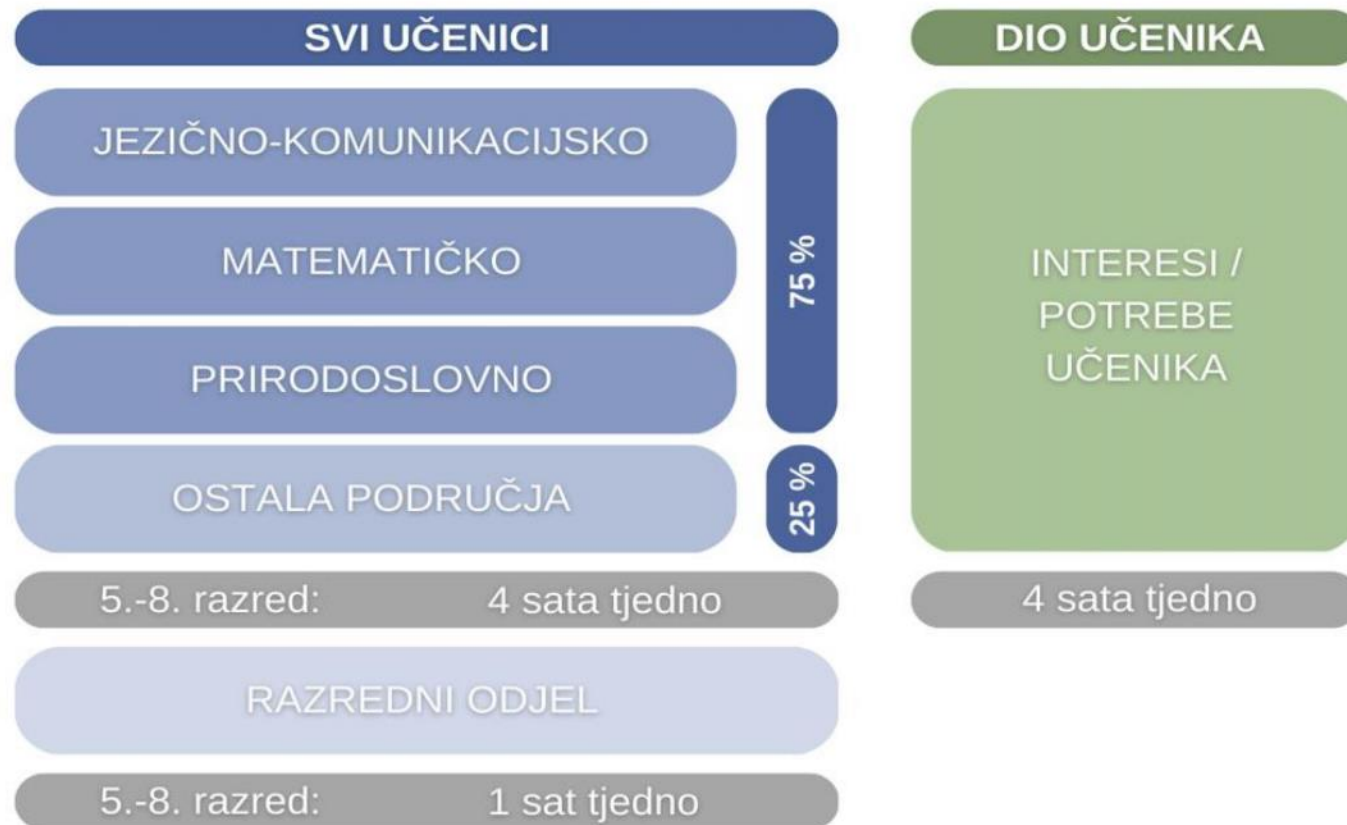 SVI UČENICI
JEZIČNO-KOMUNIKACIJSKO
MATEMATIČKO
PRIRODOSLOVNO
75 %
OSTALA PODRUČJA
25 %
5.-8. razred: 4 sata tjedno
RAZREDNI ODJEL
5.-8. razred: 1 sat tjedno
DIO UČENIKA
INTERESI /
POTREBE
UČENIKA
4 sata tjedno